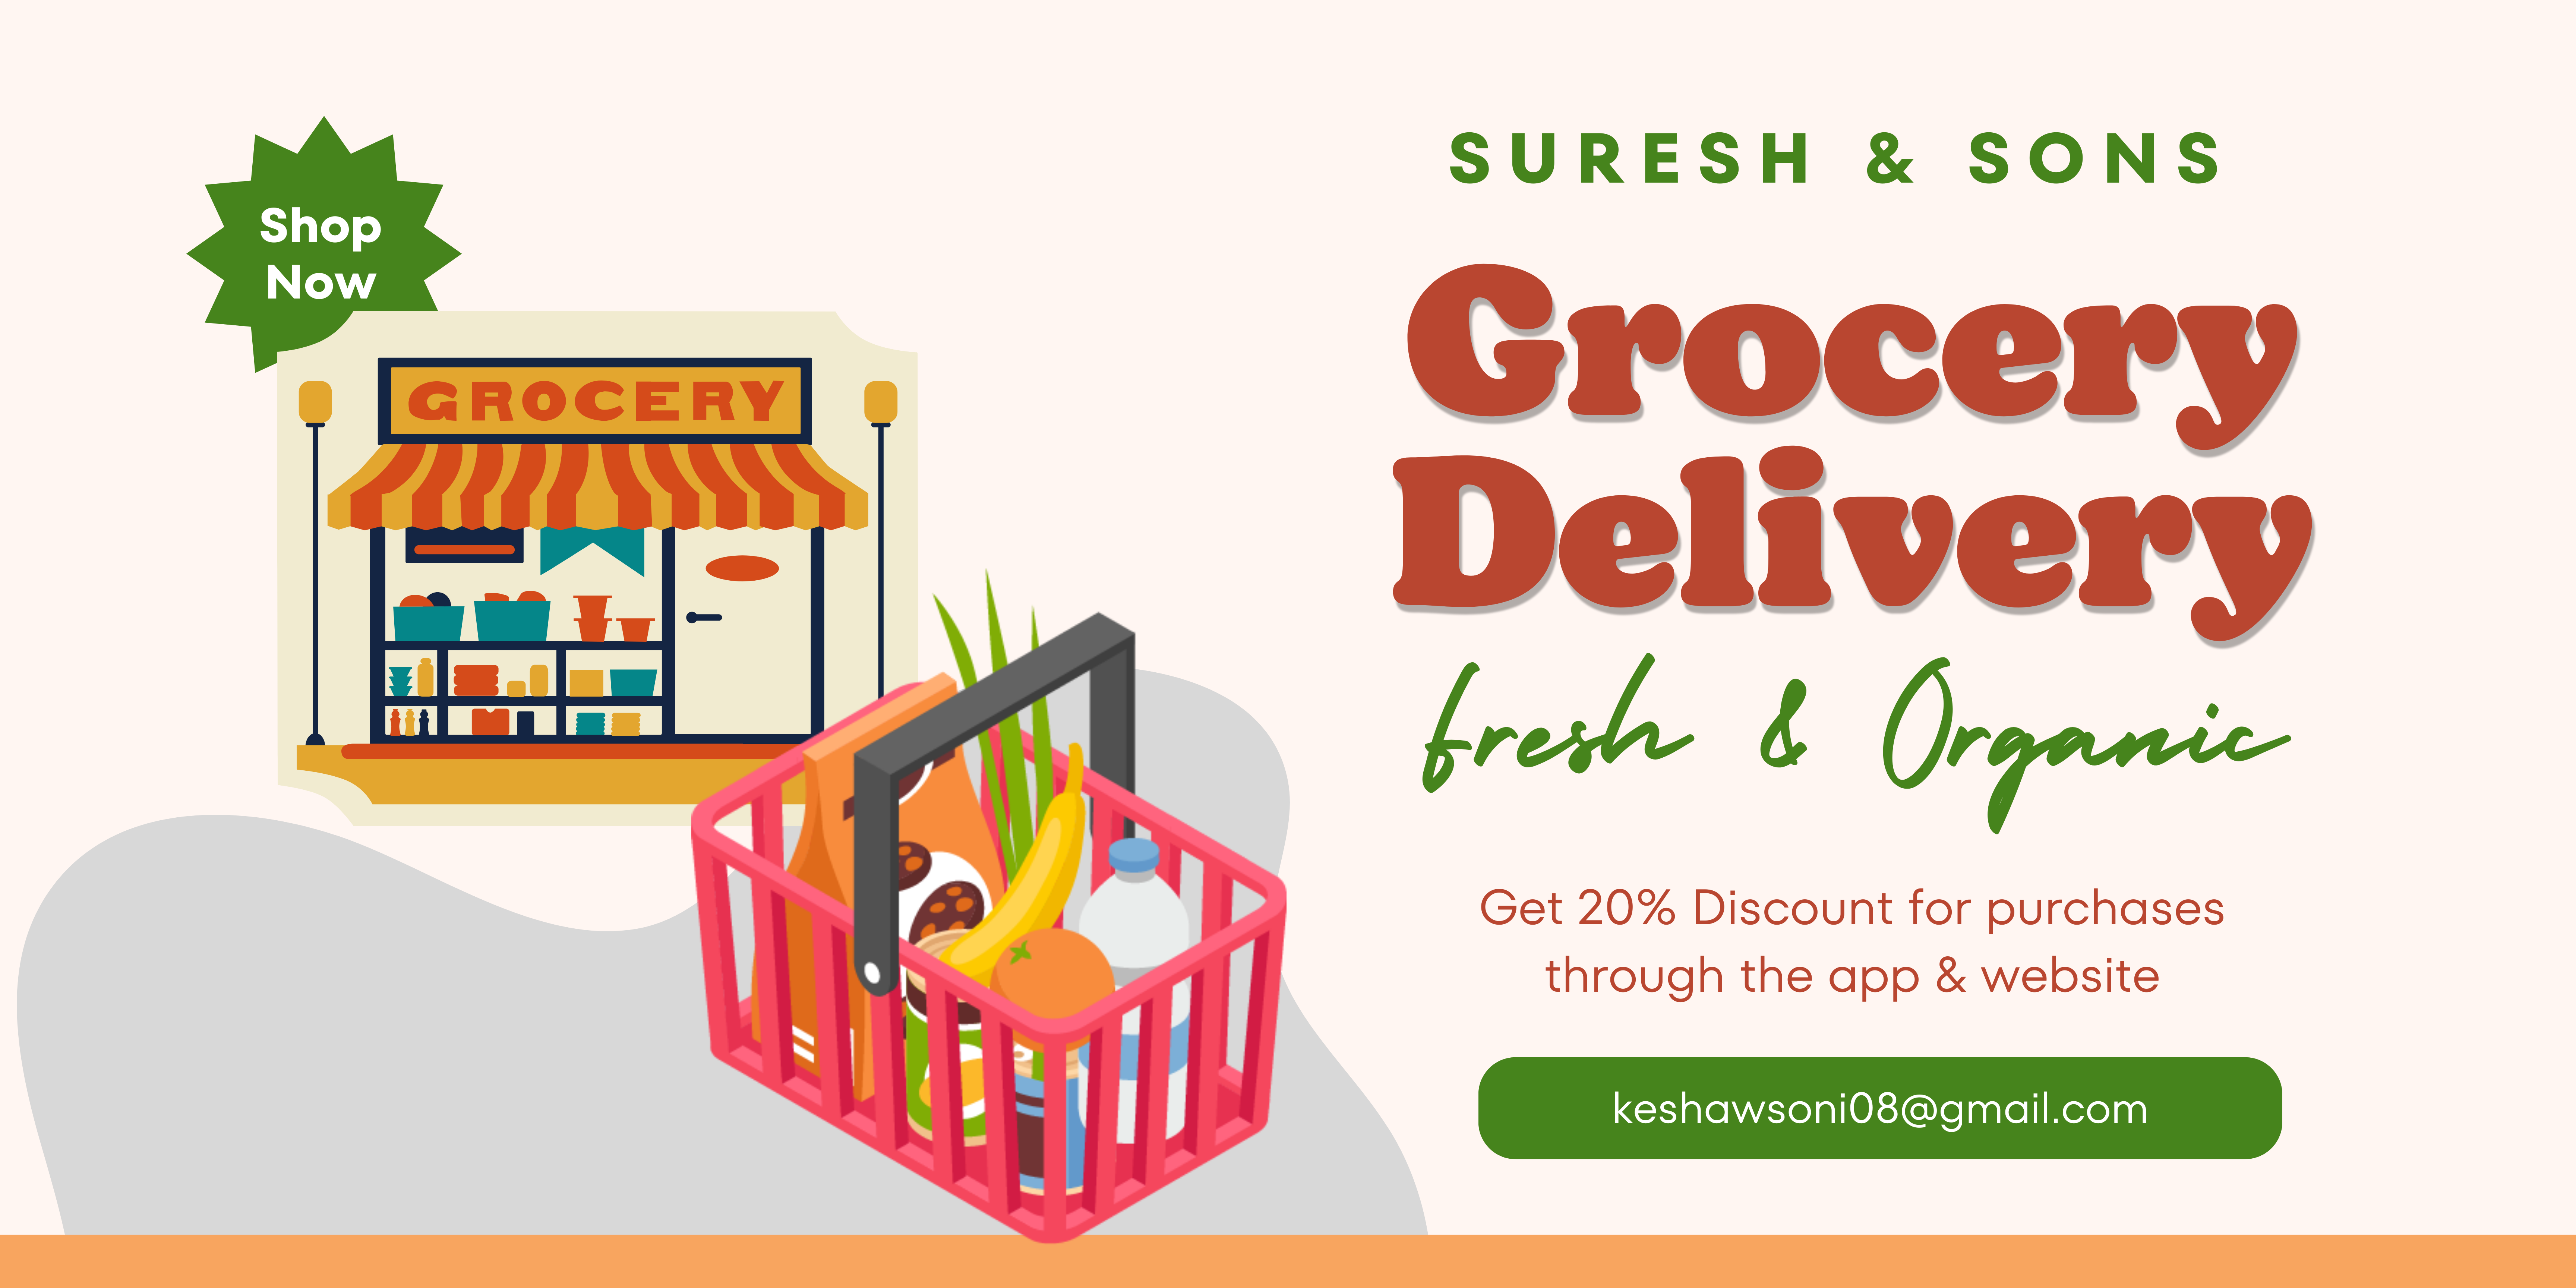 Shop
Now
GROCERY
SURESH & SONS
Grocery
Delivery
fresh & Organic
Get 20% Discount for purchases
through the app & website
keshawsoni08@gmail.com